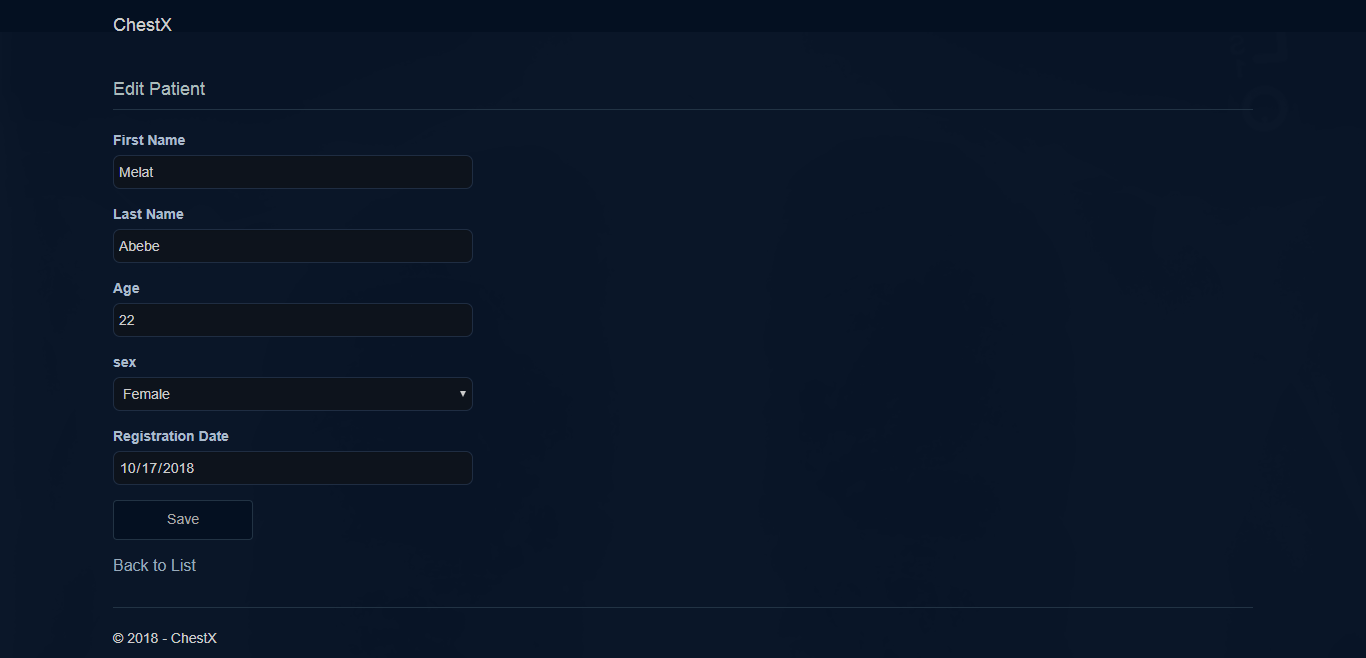 ChestX
Edit Patient
First Name
Melat
Last Name
Abebe
Age
22
sex
Female
Registration Date
10/17/2018
Save
Back to List
© 2018 - ChestX